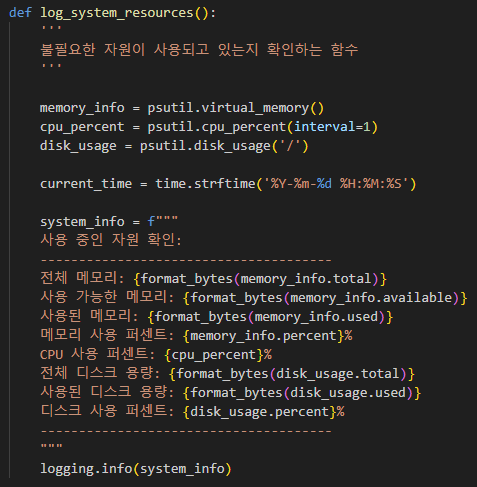 def log_system_resources():
    '''
    불필요한 자원이 사용되고 있는지 확인하는 함수
    '''
    memory_info = psutil.virtual_memory()
    cpu_percent = psutil.cpu_percent(interval=1)
    disk_usage = psutil.disk_usage('/')
    current_time = time.strftime('%Y-%m-%d %H:%M:%S')
    system_info = f"""
    사용 중인 자원 확인:
    --------------------------------------
    전체 메모리: {format_bytes(memory_info.total)}
    사용 가능한 메모리: {format_bytes(memory_info.available)}
    사용된 메모리: {format_bytes(memory_info.used)}
    메모리 사용 퍼센트: {memory_info.percent}%
    CPU 사용 퍼센트: {cpu_percent}%
    전체 디스크 용량: {format_bytes(disk_usage.total)}
    사용된 디스크 용량: {format_bytes(disk_usage.used)}
    디스크 사용 퍼센트: {disk_usage.percent}%
    --------------------------------------
    """
    logging.info(system_info)